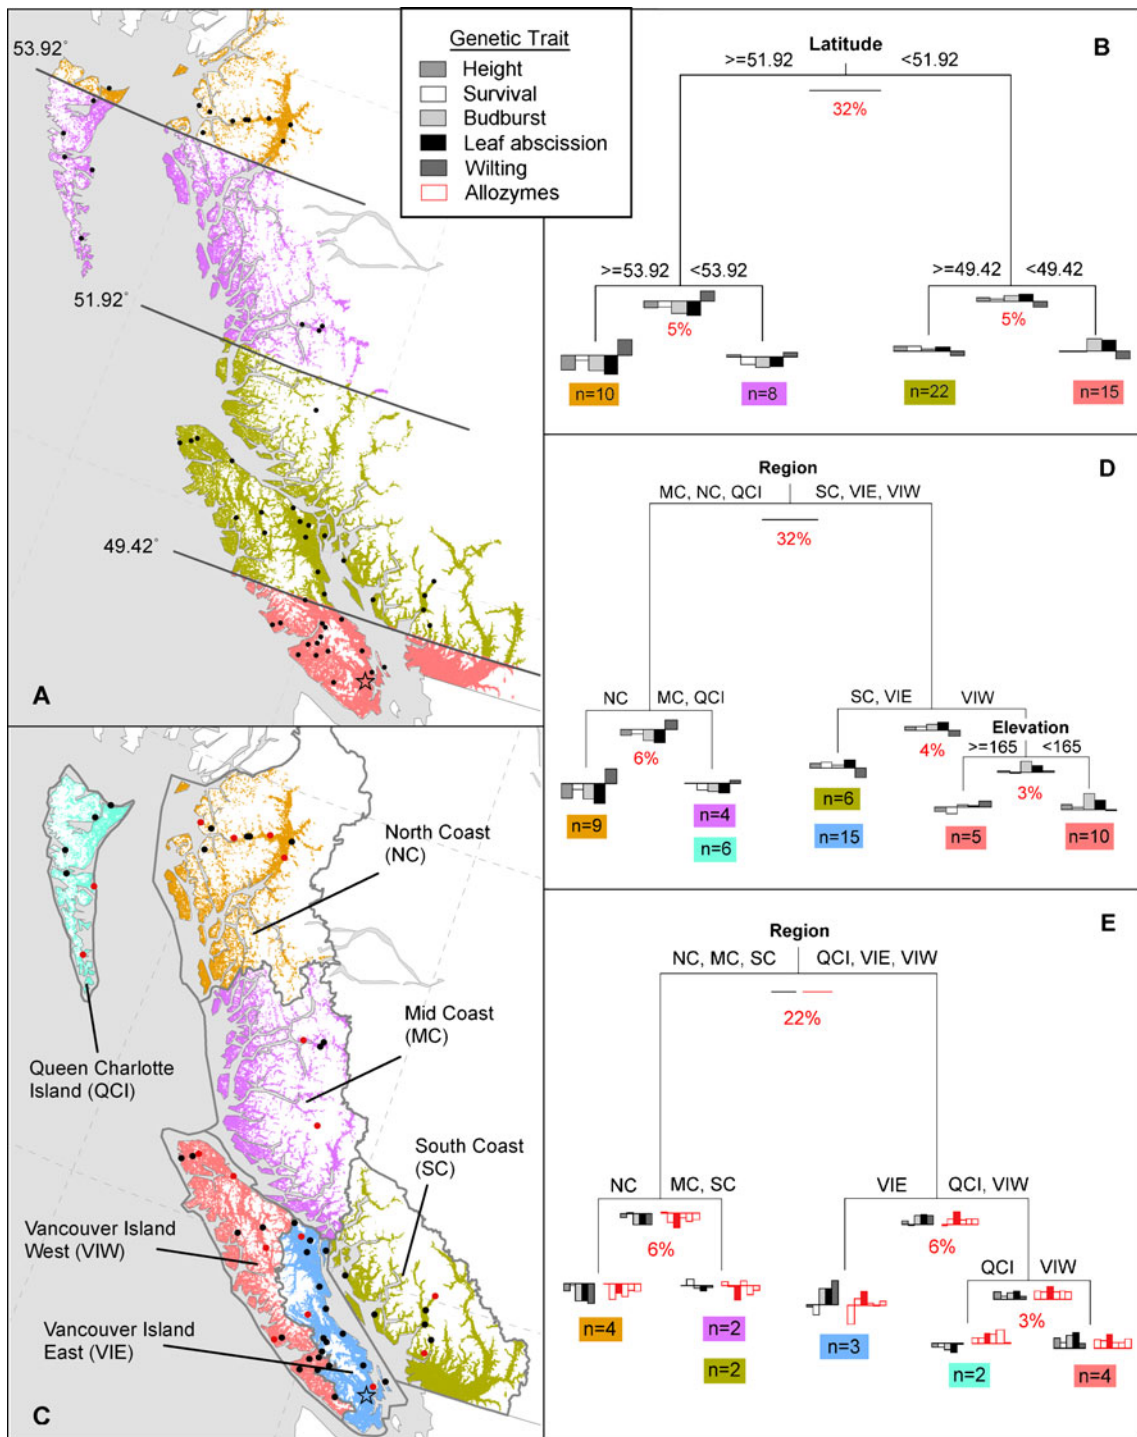 53.92°
51.92°
49.42°
A
Genetic Trait
Height
Survival
Budburst
Leaf abscission
Wilting
Allozymes
B
Latitude
>=51.92
<51.92
32%
>=53.92
<53.92
5%
n=10
n=8
>=49.42
<49.42
5%
n=22
n=15
North Coast
(NC)
Mid Coast
(MC)
Queen Charlotte
Island (QCI)
South Coast
(SC)
Vancouver Island
West (VIW)
Vancouver Island
East (VIE)
C
D
Region
MC, NC, QCI
SC, VIE, VIW
32%
NC
MC, QCI
6%
n=9
n=4
n=6
SC, VIE
VIW
4%
n=6
n=15
Elevation
>=165
<165
3%
n=5
n=10
E
Region
NC, MC, SC
QCI, VIE, VIW
22%
NC
MC, SC
6%
n=4
n=2
n=2
VIE
QCI, VIW
6%
n=3
QCI
VIW
3%
n=2
n=4